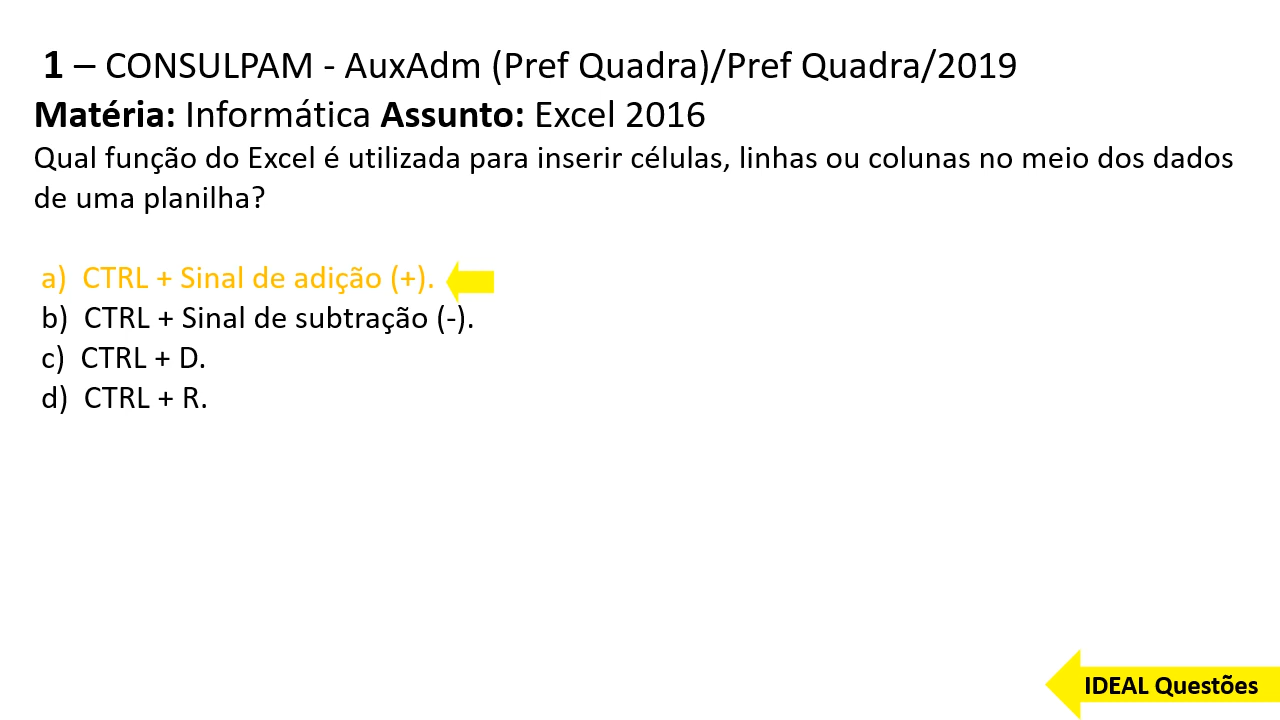 1 – CONSULPAM - AuxAdm (Pref Quadra)/Pref Quadra/2019
Matéria: Informática Assunto: Excel 2016
Qual função do Excel é utilizada para inserir células, linhas ou colunas no meio dos dados
de uma planilha?
a) CTRL + Sinal de adição (+).
b) CTRL + Sinal de subtração (-).
c) CTRL + D.
d) CTRL + R.
IDEAL Questões